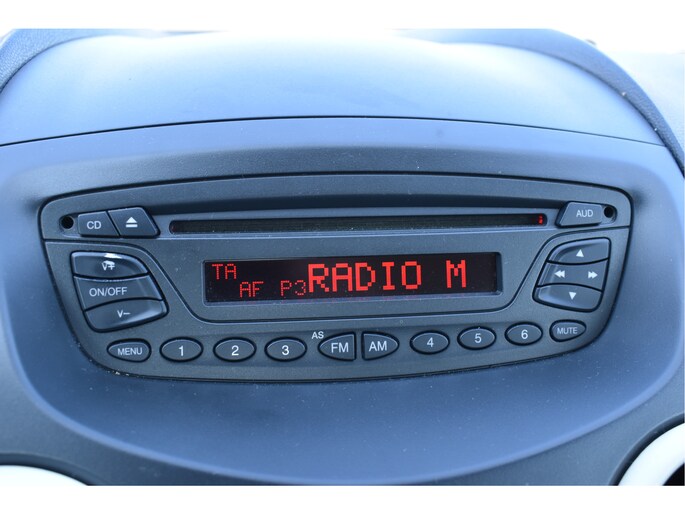 CD
AUD
TA
AF P3 RADIO M
V+
ON/OFF
V-
MENU 1 2 3 AS FM AM 4 5 6 MUTE